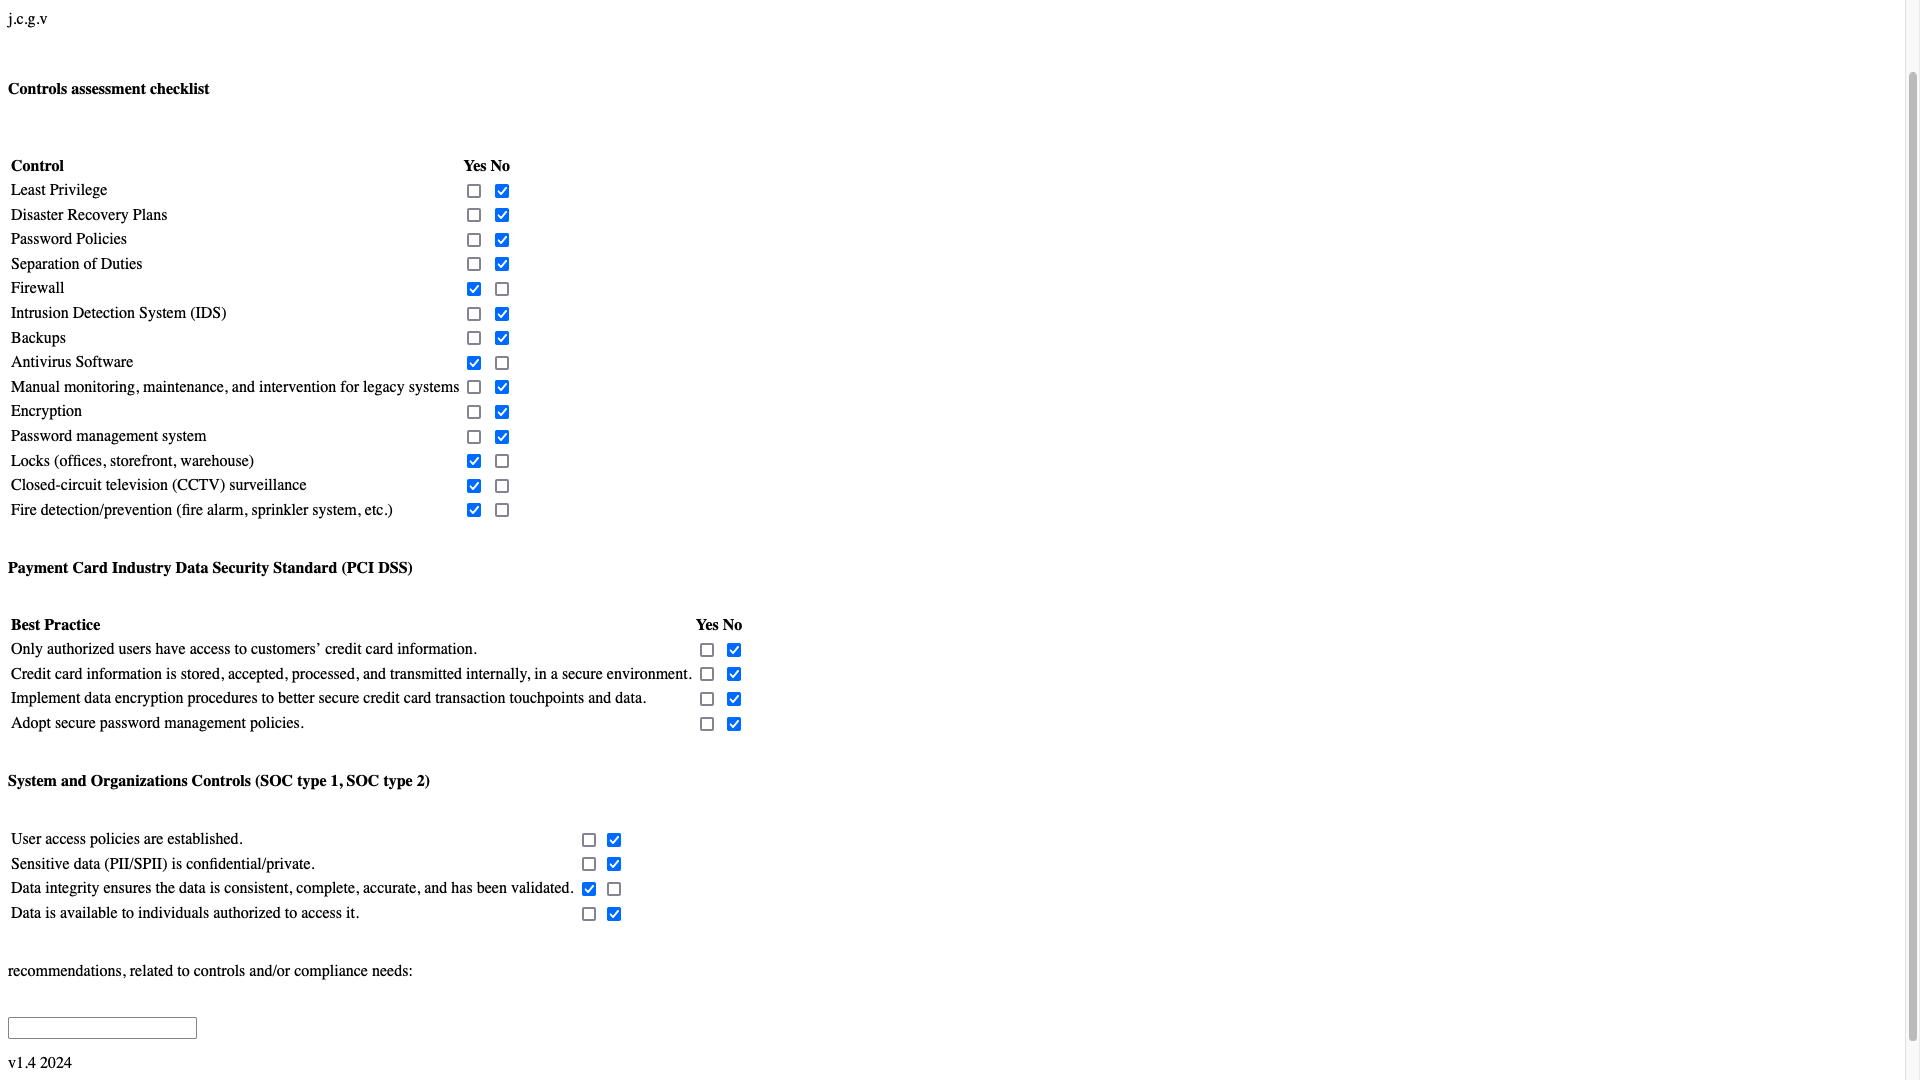 j.c.g.v
Controls assessment checklist
Control Yes No
Least Privilege
Disaster Recovery Plans
Password Policies
Separation of Duties
Firewall
Intrusion Detection System (IDS)
Backups
Antivirus Software
Manual monitoring, maintenance, and intervention for legacy systems
Encryption
Password management system
Locks (offices, storefront, warehouse)
Closed-circuit television (CCTV) surveillance
Fire detection/prevention (fire alarm, sprinkler system, etc.)
Payment Card Industry Data Security Standard (PCI DSS)
Best Practice Yes No
Only authorized users have access to customers’ credit card information.
Credit card information is stored, accepted, processed, and transmitted internally, in a secure environment.
Implement data encryption procedures to better secure credit card transaction touchpoints and data.
Adopt secure password management policies.
System and Organizations Controls (SOC type 1, SOC type 2)
User access policies are established.
Sensitive data (PII/SPII) is confidential/private.
Data integrity ensures the data is consistent, complete, accurate, and has been validated.
Data is available to individuals authorized to access it.
recommendations, related to controls and/or compliance needs:
v1.4 2024